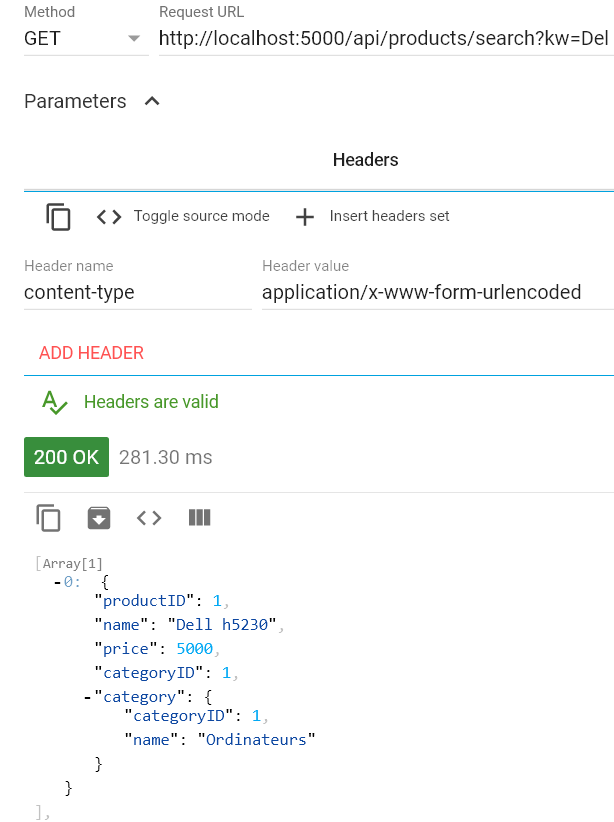 Method Request URL
GET http://localhost:5000/api/products/search?kw=Del
Parameters
Headers
Toggle source mode Insert headers set
Header name Header value
content-type application/x-www-form-urlencoded
ADD HEADER
Headers are valid
200 OK 281.30 ms
[Array[1]
-0: {
"productID": 1,
"name": "Dell h5230",
"price": 5000,
"categoryID": 1,
-"category": {
"categoryID": 1,
"name": "Ordinateurs"
}
}
],